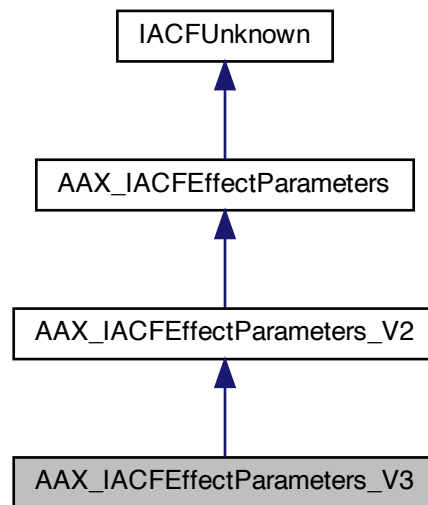 IACFUnknown
AAX_IACFEffectParameters
AAX_IACFEffectParameters_V2
AAX_IACFEffectParameters_V3